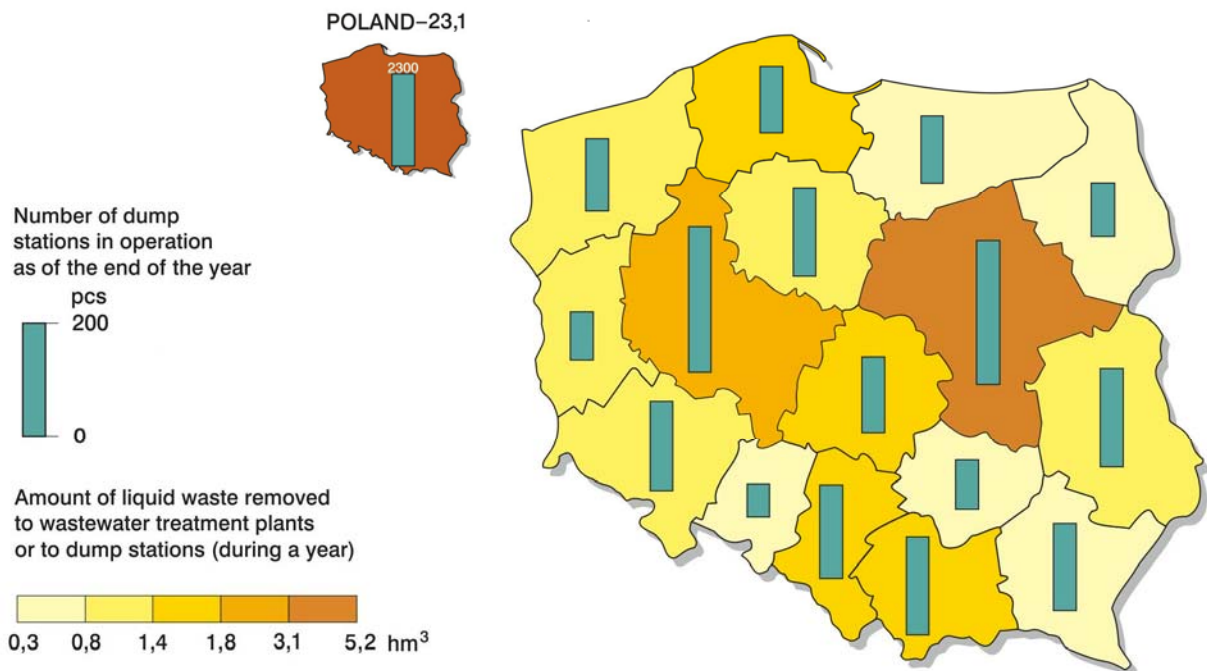 POLAND–23,1
2300
Number of dump
stations in operation
as of the end of the year
pcs
200
0
Amount of liquid waste removed
to wastewater treatment plants
or to dump stations (during a year)
0,3 0,8 1,4 1,8 3,1 5,2 hm³